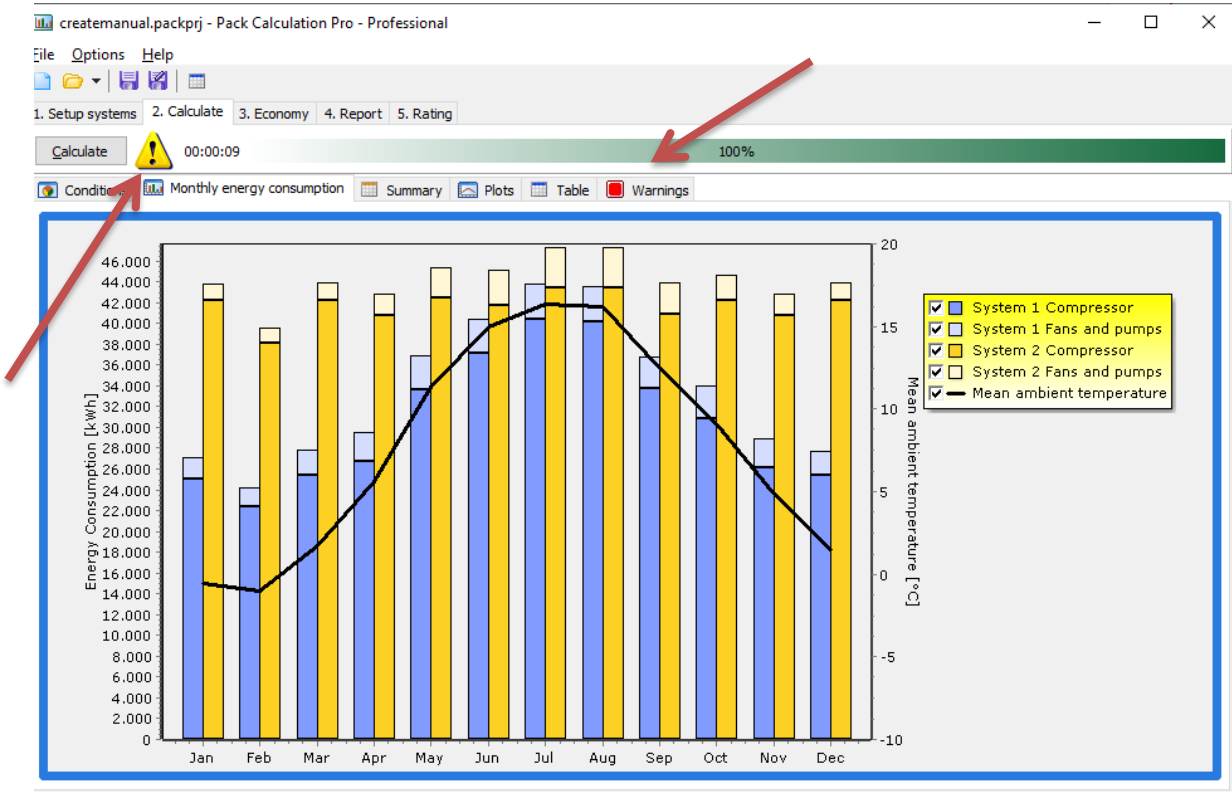 createmanual.packprj - Pack Calculation Pro - Professional
File Options Help
1. Setup systems 2. Calculate 3. Economy 4. Report 5. Rating
Calculate 00:00:09 100%
Conditions Monthly energy consumption Summary Plots Table Warnings
46.000
44.000
42.000
40.000
38.000
36.000
34.000
32.000
30.000
28.000
26.000
24.000
22.000
20.000
18.000
16.000
14.000
12.000
10.000
8.000
6.000
4.000
2.000
0
Energy Consumption [kWh]
Jan Feb Mar Apr May Jun Jul Aug Sep Oct Nov Dec
20
15
10
5
0
-5
-10
Mean ambient temperature [°C]
System 1 Compressor
System 1 Fans and pumps
System 2 Compressor
System 2 Fans and pumps
Mean ambient temperature